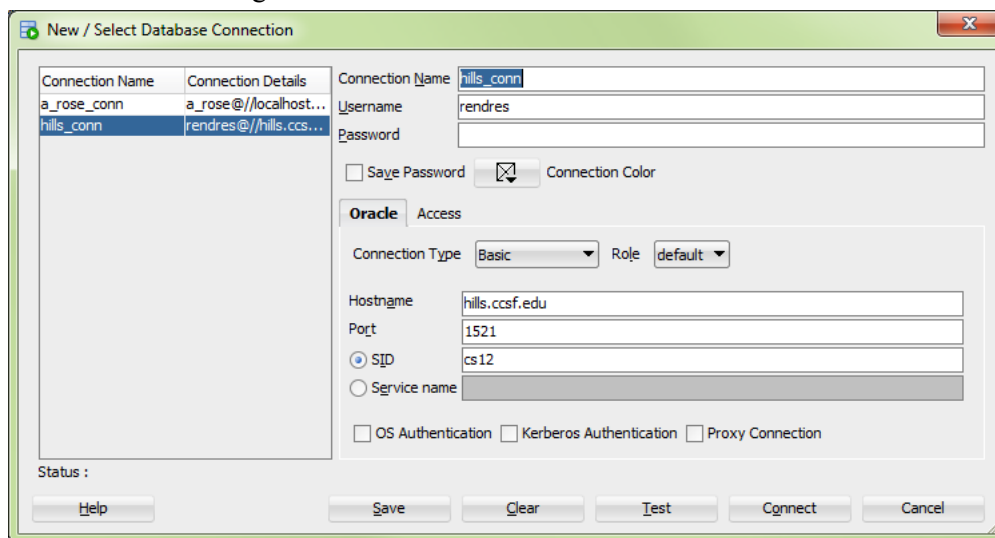 New / Select Database Connection
Connection Name Connection Details
a_rose_conn a_rose@//localhost...
hills_conn rendres@//hills.ccs...
Connection Name hills_conn
Username rendres
Password
Save Password Connection Color
Oracle Access
Connection Type Basic Role default
Hostname hills.ccsf.edu
Port 1521
SID cs12
Service name
OS Authentication Kerberos Authentication Proxy Connection
Status :
Help Save Clear Test Connect Cancel